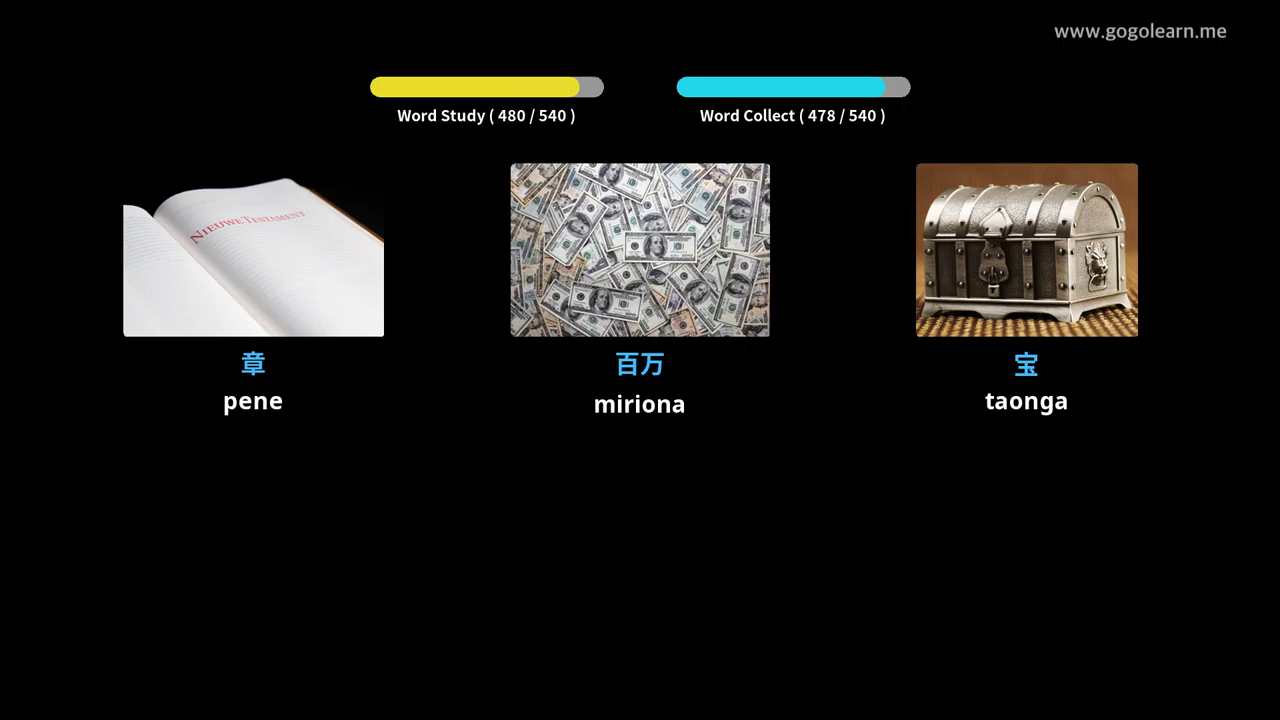 www.gogolearn.me
Word Study ( 480 / 540 )
Word Collect ( 478 / 540 )
NIEUWE TESTAMENT
章
百万
宝
pene
miriona
taonga